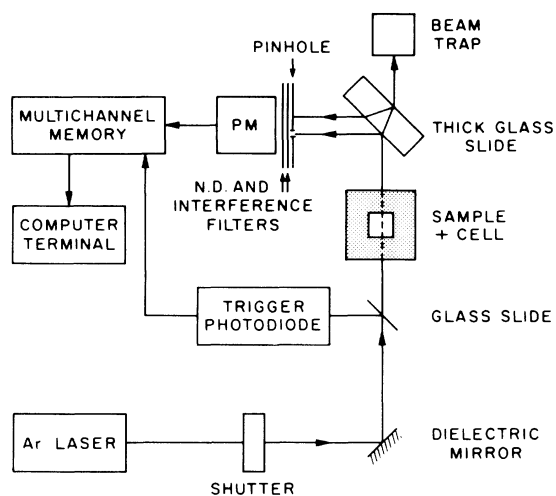 BEAM
TRAP
PINHOLE
MULTICHANNEL
MEMORY
PM
THICK GLASS
SLIDE
N.D. AND
INTERFERENCE
FILTERS
COMPUTER
TERMINAL
SAMPLE
+ CELL
TRIGGER
PHOTODIODE
GLASS SLIDE
Ar LASER
DIELECTRIC
MIRROR
SHUTTER